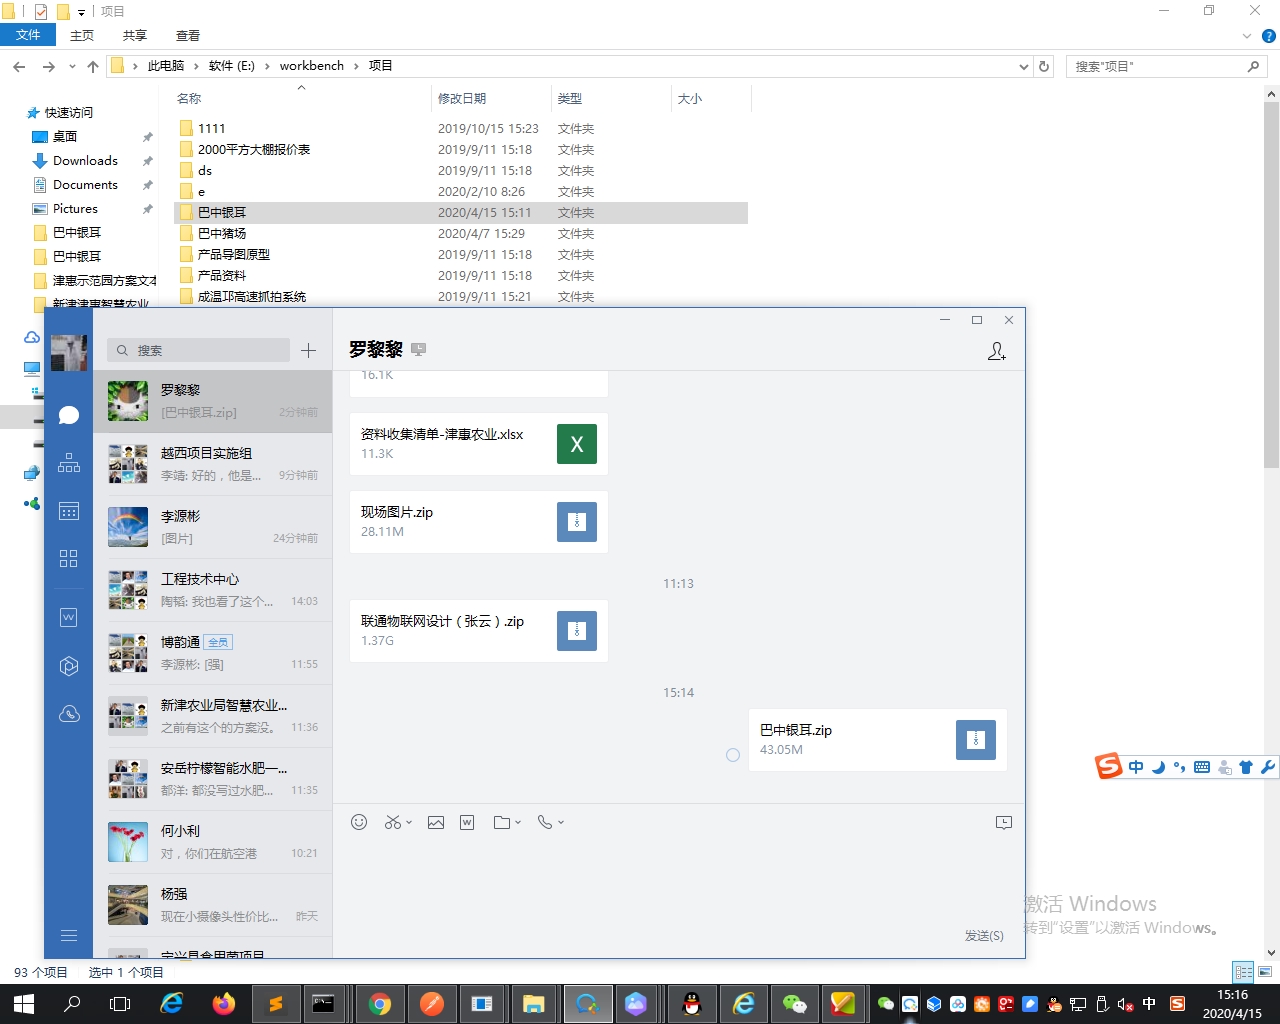 项目
文件 主页 共享 查看
此电脑 软件 (E:) workbench 项目 搜索"项目"
名称 修改日期 类型 大小
快速访问
桌面
Downloads
Documents
Pictures
巴中银耳
巴中银耳
津惠示范园方案文本
新津津惠智慧农业
1111 2019/10/15 15:23 文件夹
2000平方大棚报价表 2019/9/11 15:18 文件夹
ds 2019/9/11 15:18 文件夹
e 2020/2/10 8:26 文件夹
巴中银耳 2020/4/15 15:11 文件夹
巴中猪场 2020/4/7 15:29 文件夹
产品导图原型 2019/9/11 15:18 文件夹
产品资料 2019/9/11 15:18 文件夹
成温邛高速抓拍系统 2019/9/11 15:21 文件夹
搜索
罗黎黎
[巴中银耳.zip] 2分钟前
越西项目实施组
李靖: 好的，他是... 9分钟前
李源彬
[图片] 24分钟前
工程技术中心
陶韬: 我也看了这个... 14:03
博韵通 全员
李源彬: [强] 11:55
新津农业局智慧农业...
之前有这个的方案没。 11:36
安岳柠檬智能水肥一...
都洋: 都没写过水肥... 11:35
何小利
对，你们在航空港 10:21
杨强
现在小摄像头性价比... 昨天
宁兴县食用菌项目
罗黎黎
16.1K
资料收集清单-津惠农业.xlsx
11.3K
现场图片.zip
28.11M
11:13
联通物联网设计（张云）.zip
1.37G
15:14
巴中银耳.zip
43.05M
发送(S)
中
激活 Windows
转到"设置"以激活 Windows。
93 个项目 选中 1 个项目
中
15:16
2020/4/15